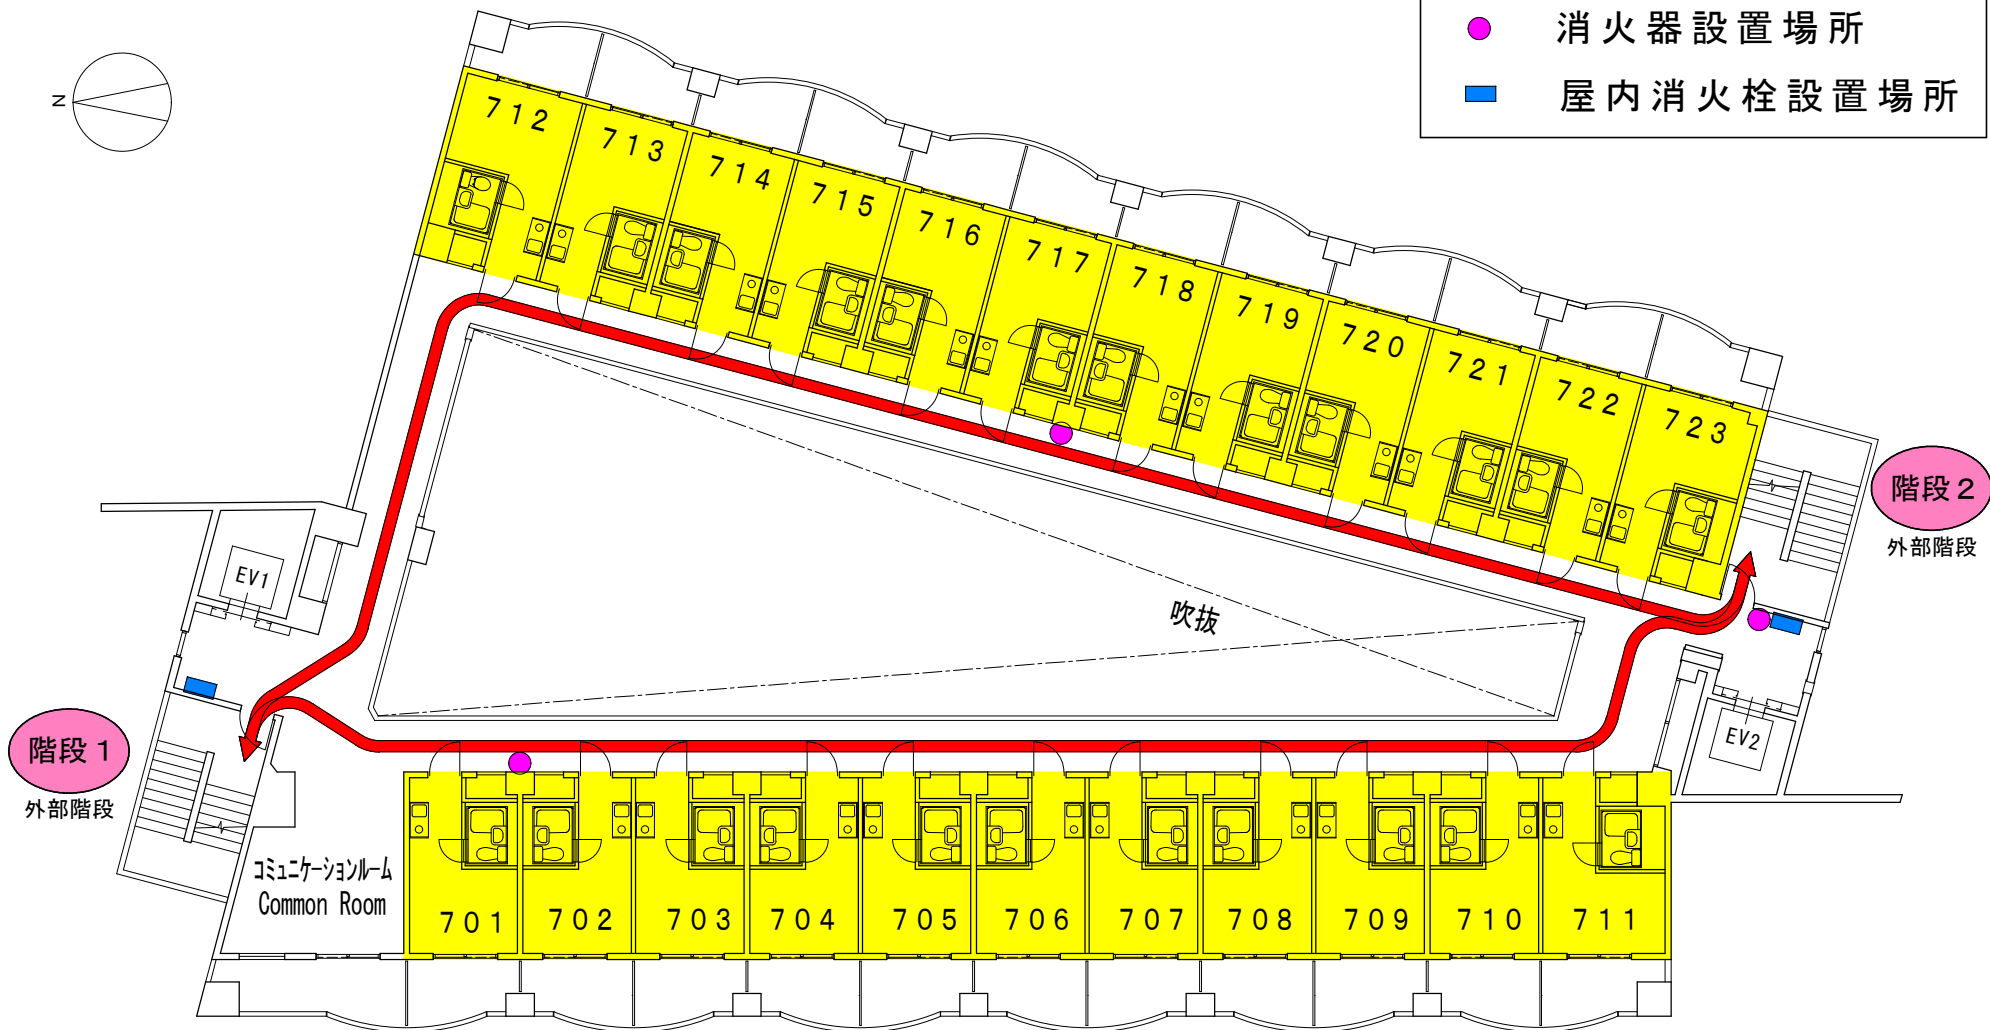 消火器設置場所
屋内消火栓設置場所
N
712
713
714
715
716
717
718
719
720
721
722
723
階段2
外部階段
EV1
吹抜
EV2
階段1
外部階段
コミュニケーションルーム
Common Room
701
702
703
704
705
706
707
708
709
710
711